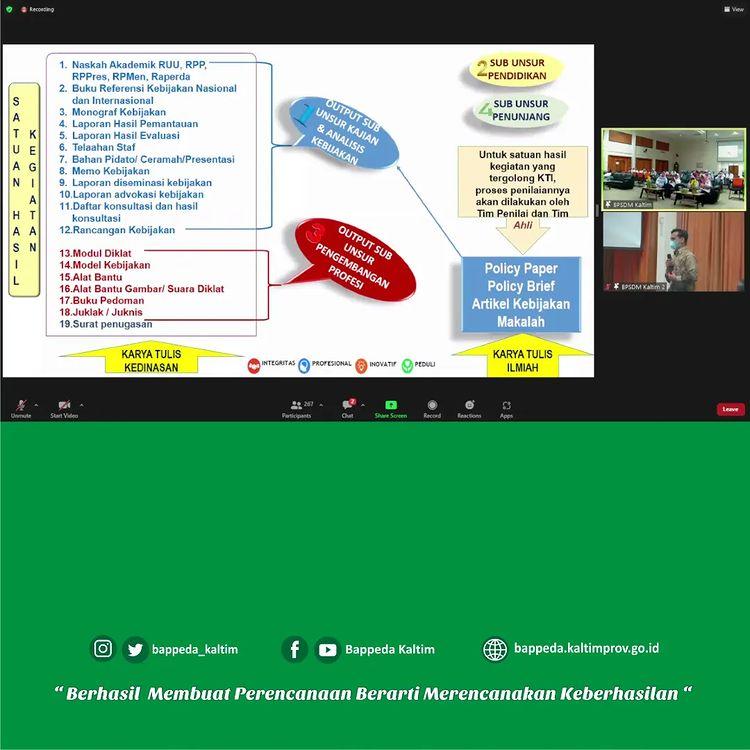 Recording
View
SATUAN HASIL
KEGIATAN
1. Naskah Akademik RUU, RPP,
RPPres, RPMen, Raperda
2. Buku Referensi Kebijakan Nasional
dan Internasional
3. Monograf Kebijakan
4. Laporan Hasil Pemantauan
5. Laporan Hasil Evaluasi
6. Telaahan Staf
7. Bahan Pidato/ Ceramah/Presentasi
8. Memo Kebijakan
9. Laporan diseminasi kebijakan
10.Laporan advokasi kebijakan
11.Daftar konsultasi dan hasil
konsultasi
12.Rancangan Kebijakan
13.Modul Diklat
14.Model Kebijakan
15.Alat Bantu
16.Alat Bantu Gambar/ Suara Diklat
17.Buku Pedoman
18.Juklak / Juknis
19.Surat penugasan
KARYA TULIS
KEDINASAN
1
OUTPUT SUB
UNSUR KAJIAN
& ANALISIS
KEBIJAKAN
3
OUTPUT SUB
UNSUR
PENGEMBANGAN
PROFESI
2 SUB UNSUR
PENDIDIKAN
4 SUB UNSUR
PENUNJANG
Untuk satuan hasil
kegiatan yang
tergolong KTI,
proses penilaiannya
akan dilakukan oleh
Tim Penilai dan Tim
Ahli
Policy Paper
Policy Brief
Artikel Kebijakan
Makalah
KARYA TULIS
ILMIAH
INTEGRITAS PROFESIONAL INOVATIF PEDULI
BPSDM Kaltim
BPSDM Kaltim 2
Unmute
Start Video
267
Participants
2
Chat
Share Screen
Record
Reactions
Apps
Leave
bappeda_kaltim
Bappeda Kaltim
bappeda.kaltimprov.go.id
“ Berhasil Membuat Perencanaan Berarti Merencanakan Keberhasilan “